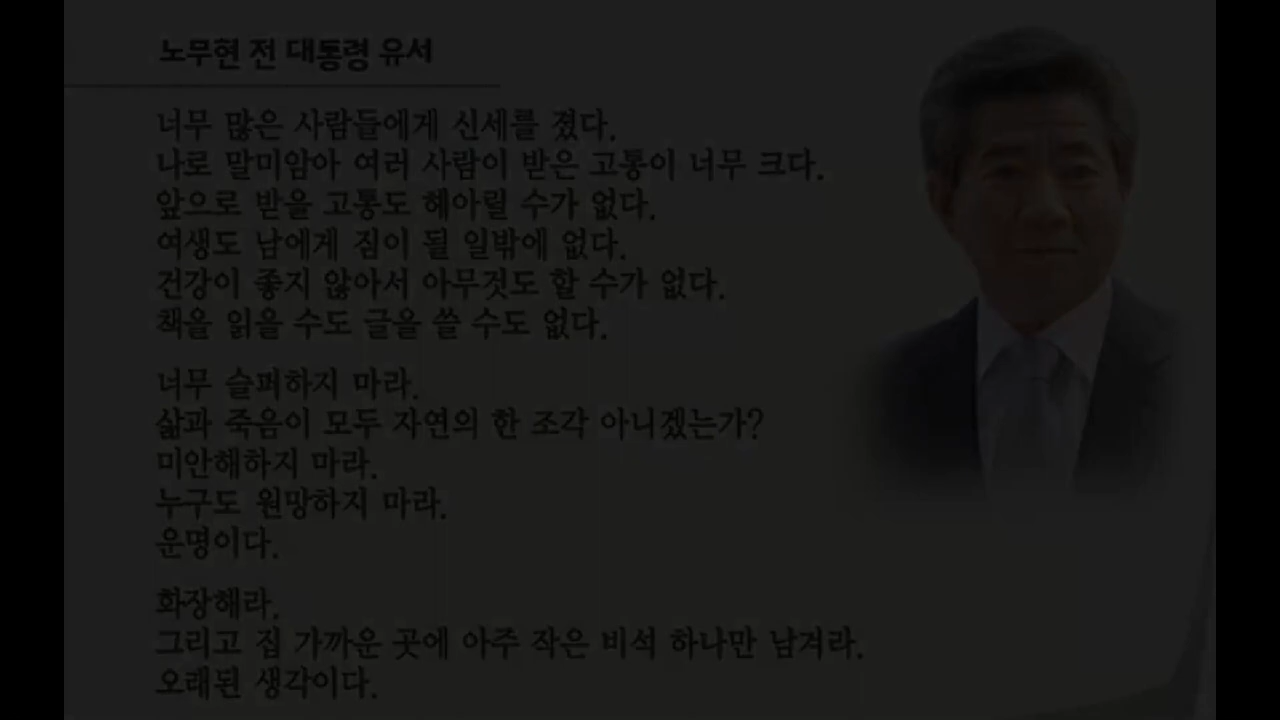 노무현 전 대통령 유서
너무 많은 사람들에게 신세를 졌다.
나로 말미암아 여러 사람이 받은 고통이 너무 크다.
앞으로 받을 고통도 헤아릴 수가 없다.
여생도 남에게 짐이 될 일밖에 없다.
건강이 좋지 않아서 아무것도 할 수가 없다.
책을 읽을 수도 글을 쓸 수도 없다.
너무 슬퍼하지 마라.
삶과 죽음이 모두 자연의 한 조각 아니겠는가?
미안해하지 마라.
누구도 원망하지 마라.
운명이다.
화장해라.
그리고 집 가까운 곳에 아주 작은 비석 하나만 남겨라.
오래된 생각이다.